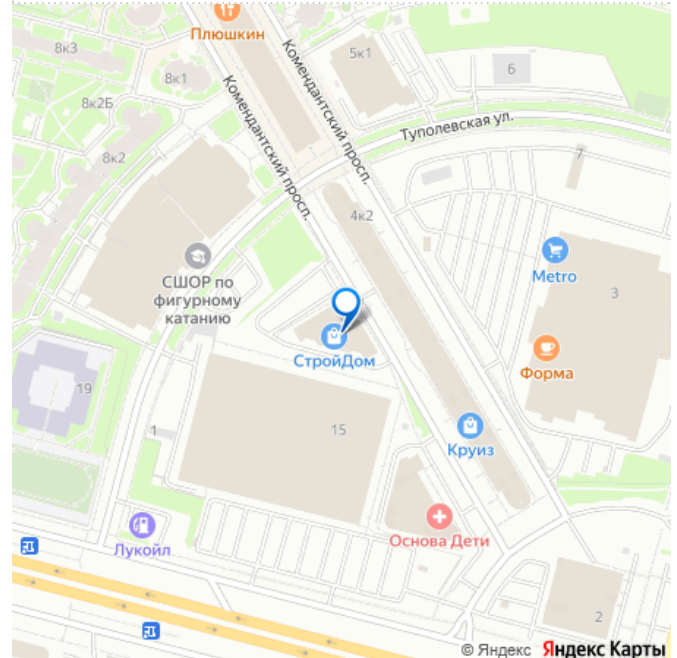 Плюшкин
8к3
5к1
6
8к1
8к2Б
Комендантский просп.
Комендантский просп.
Туполевская ул.
7
8к2
4к2
СШОР по
фигурному
катанию
Metro
3
СтройДом
Форма
19
15
1
Круиз
Лукойл
Основа Дети
2
© Яндекс Яндекс Карты